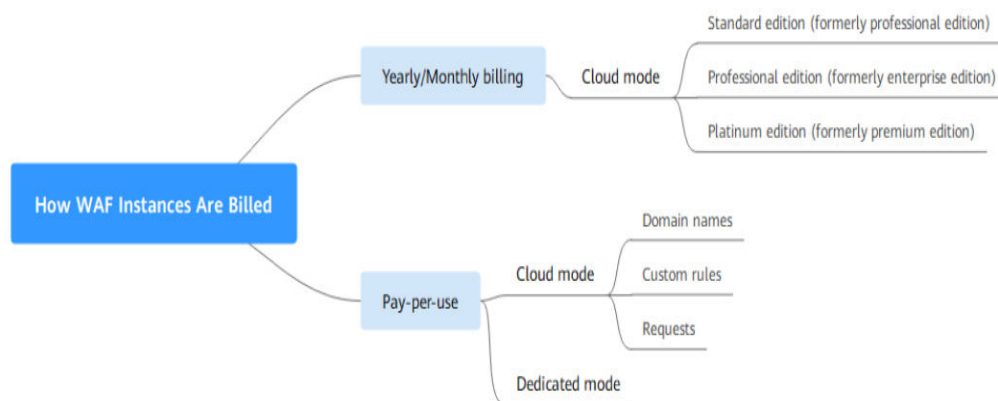 How WAF Instances Are Billed
Yearly/Monthly billing
Cloud mode
Standard edition (formerly professional edition)
Professional edition (formerly enterprise edition)
Platinum edition (formerly premium edition)
Pay-per-use
Cloud mode
Domain names
Custom rules
Requests
Dedicated mode